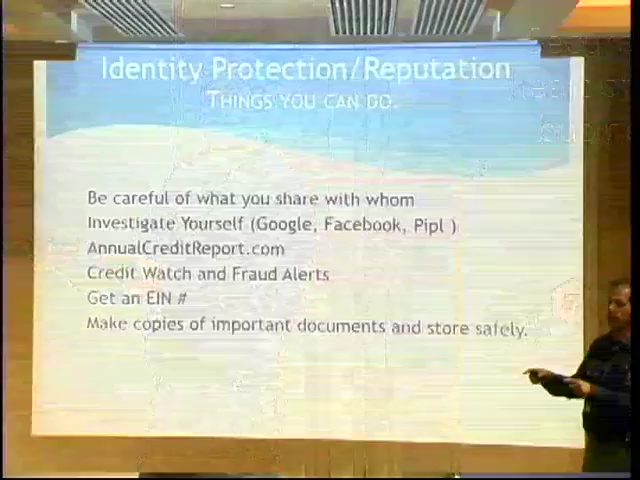 Identity Protection/Reputation
THINGS YOU CAN DO.
Be careful of what you share with whom
Investigate Yourself (Google, Facebook, Pipl )
AnnualCreditReport.com
Credit Watch and Fraud Alerts
Get an EIN #
Make copies of important documents and store safely.